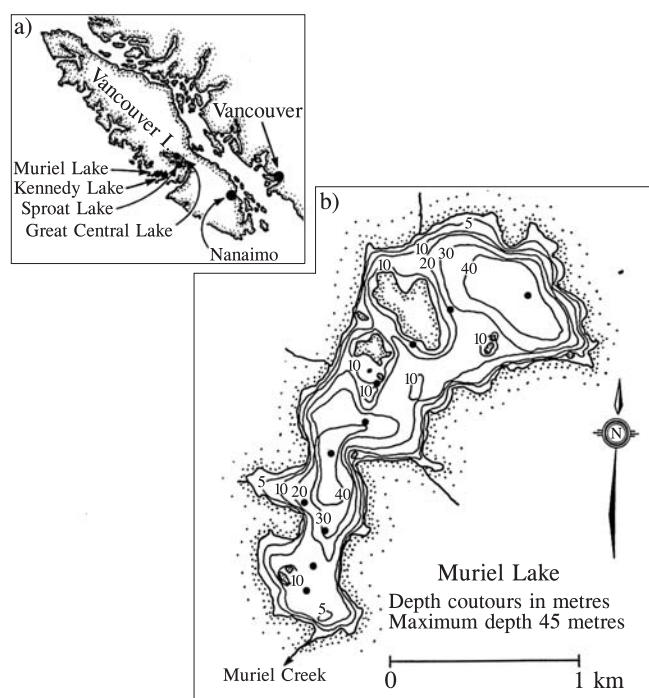 a)
Vancouver I.
Vancouver
Muriel Lake
Kennedy Lake
Sproat Lake
Great Central Lake
Nanaimo
b)
5
10
10
20
30
40
10
10
10
10
5
10
20
40
30
10
5
Muriel Creek
N
Muriel Lake
Depth coutours in metres
Maximum depth 45 metres
0 1 km